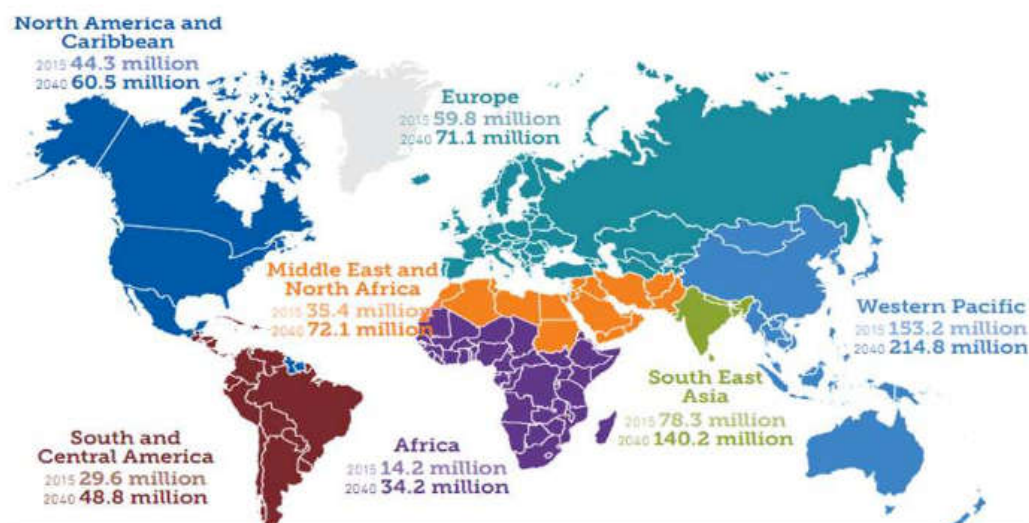 North America and
Caribbean
2015 44.3 million
2040 60.5 million
Europe
2015 59.8 million
2040 71.1 million
Middle East and
North Africa
2015 35.4 million
2040 72.1 million
Western Pacific
2015 153.2 million
2040 214.8 million
South East
Asia
2015 78.3 million
2040 140.2 million
South and
Central America
2015 29.6 million
2040 48.8 million
Africa
2015 14.2 million
2040 34.2 million